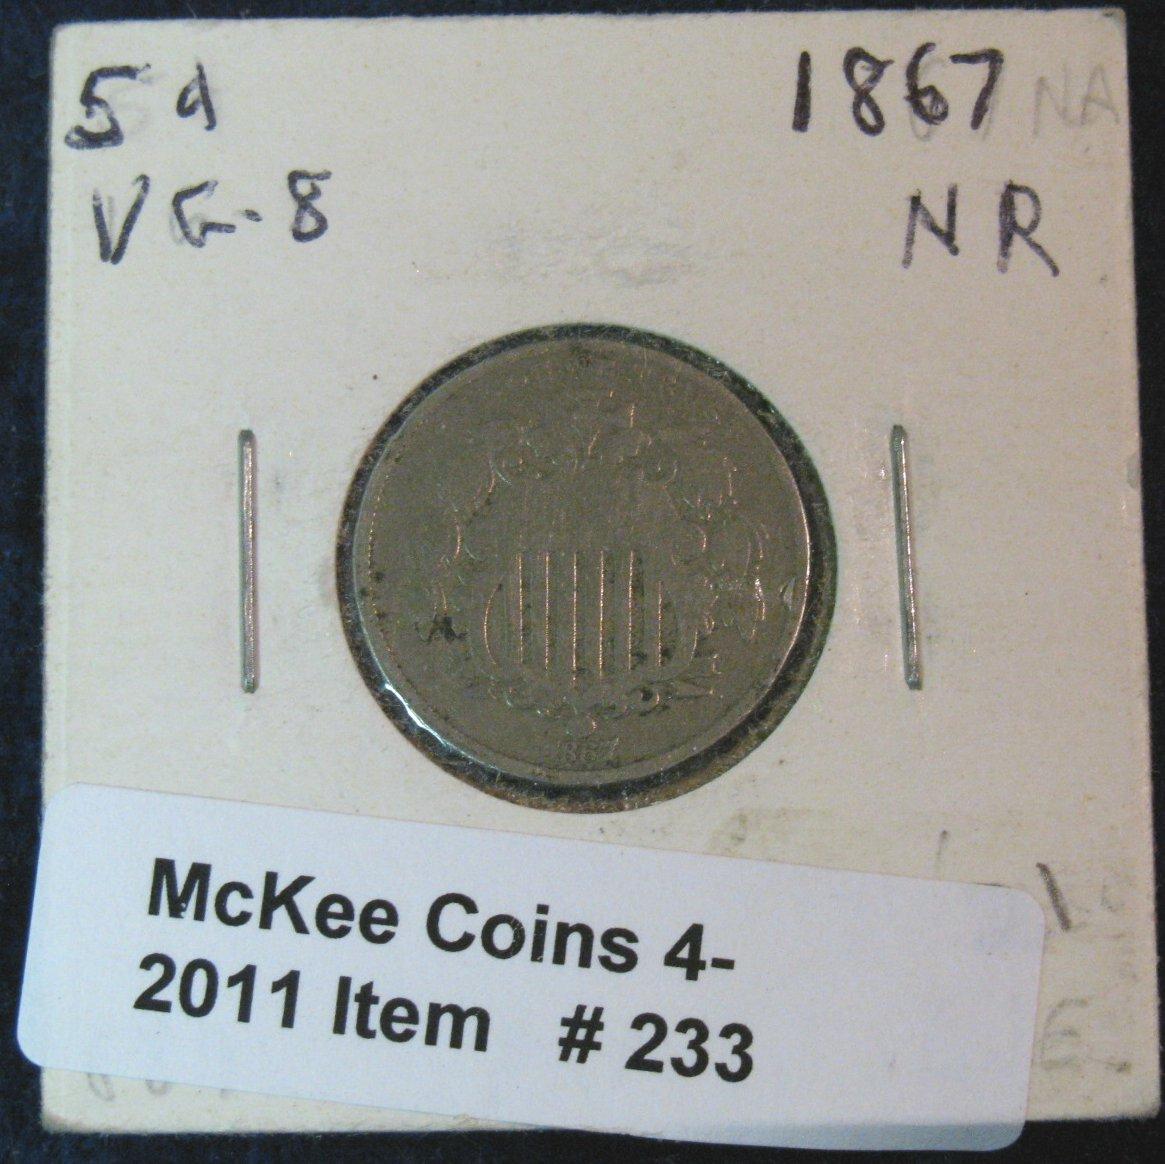 5¢ 1867
VG-8 NR
1867
McKee Coins 4-
2011 Item # 233